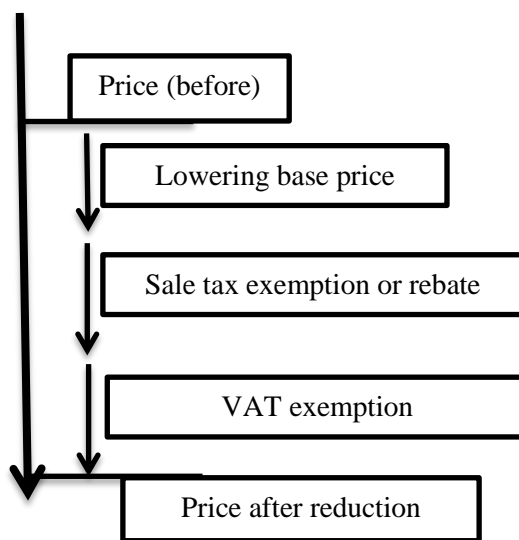 Price (before)
Lowering base price
Sale tax exemption or rebate
VAT exemption
Price after reduction